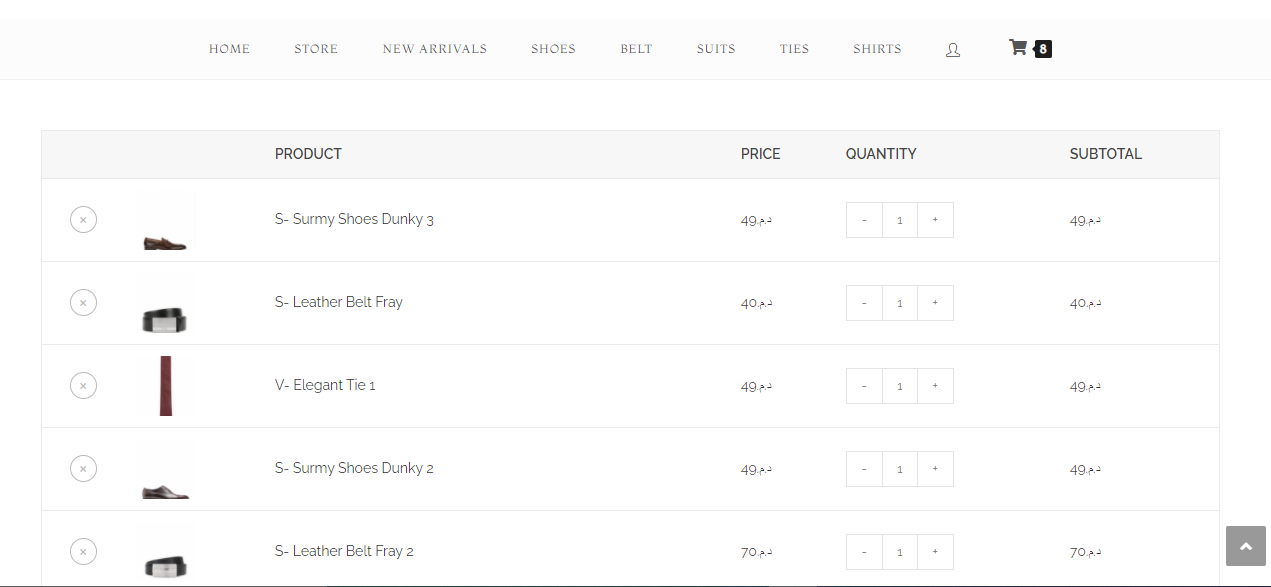 HOME STORE NEW ARRIVALS SHOES BELT SUITS TIES SHIRTS 8
PRODUCT PRICE QUANTITY SUBTOTAL
× S- Surmy Shoes Dunky 3 49د.م. - 1 + 49د.م.
× S- Leather Belt Fray 40د.م. - 1 + 40د.م.
× V- Elegant Tie 1 49د.م. - 1 + 49د.م.
× S- Surmy Shoes Dunky 2 49د.م. - 1 + 49د.م.
× S- Leather Belt Fray 2 70د.م. - 1 + 70د.م.